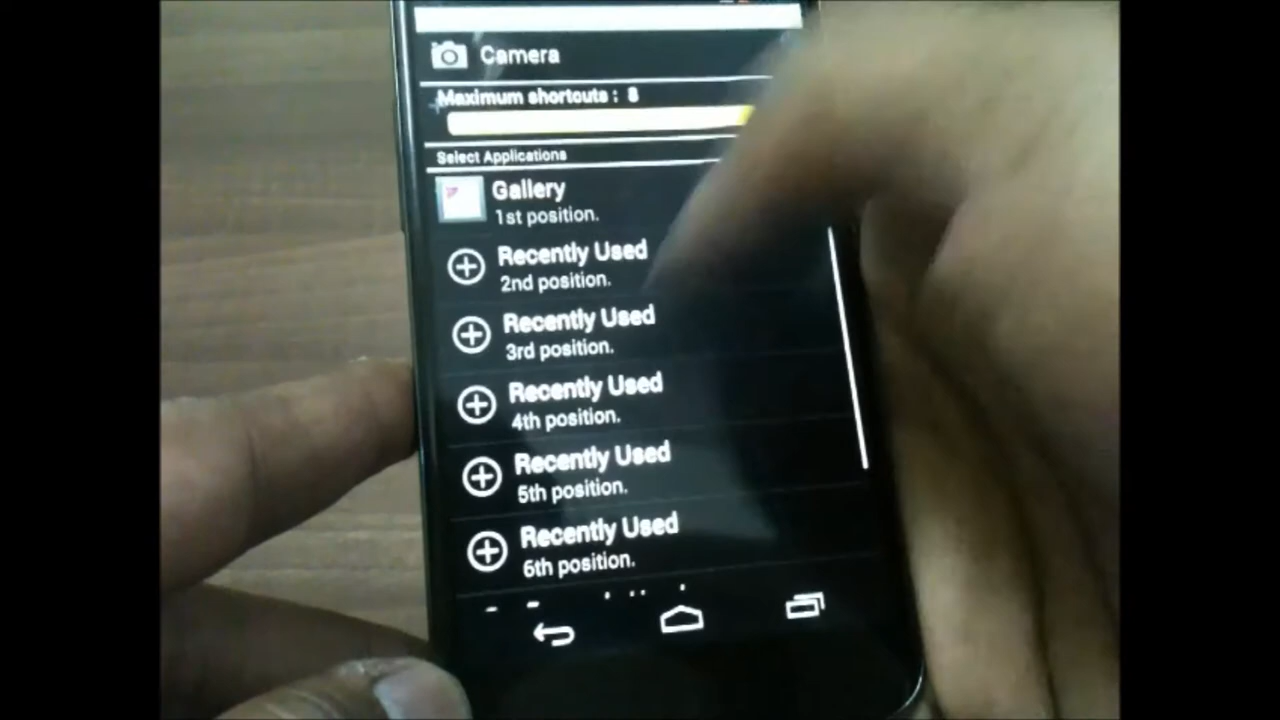 Camera
Maximum shortcuts : 8
Select Applications
Gallery
1st position.
Recently Used
2nd position.
Recently Used
3rd position.
Recently Used
4th position.
Recently Used
5th position.
Recently Used
6th position.